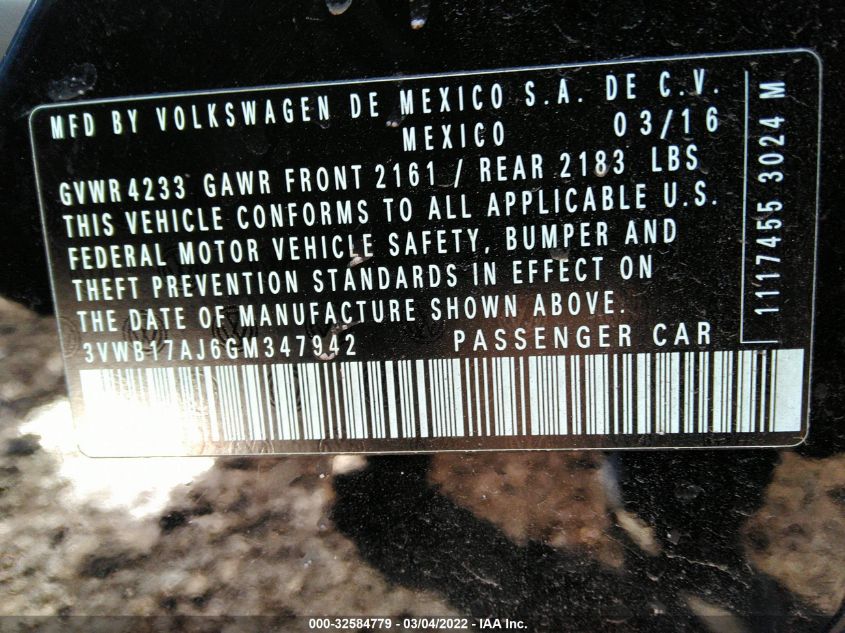 MFD BY VOLKSWAGEN DE MEXICO S.A. DE C.V.
MEXICO 03/16
GVWR 4233 GAWR FRONT 2161 / REAR 2183 LBS
THIS VEHICLE CONFORMS TO ALL APPLICABLE U.S.
FEDERAL MOTOR VEHICLE SAFETY, BUMPER AND
THEFT PREVENTION STANDARDS IN EFFECT ON
THE DATE OF MANUFACTURE SHOWN ABOVE.
3VWB17AJ6GM347942 PASSENGER CAR
1117455 3024 M
000-32584779 - 03/04/2022 - IAA Inc.